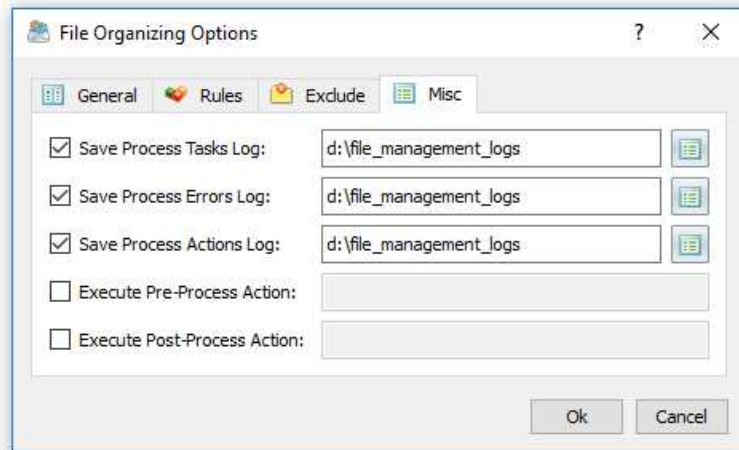 File Organizing Options ?
General Rules Exclude Misc
Save Process Tasks Log: d:\file_management_logs
Save Process Errors Log: d:\file_management_logs
Save Process Actions Log: d:\file_management_logs
Execute Pre-Process Action:
Execute Post-Process Action:
Ok Cancel